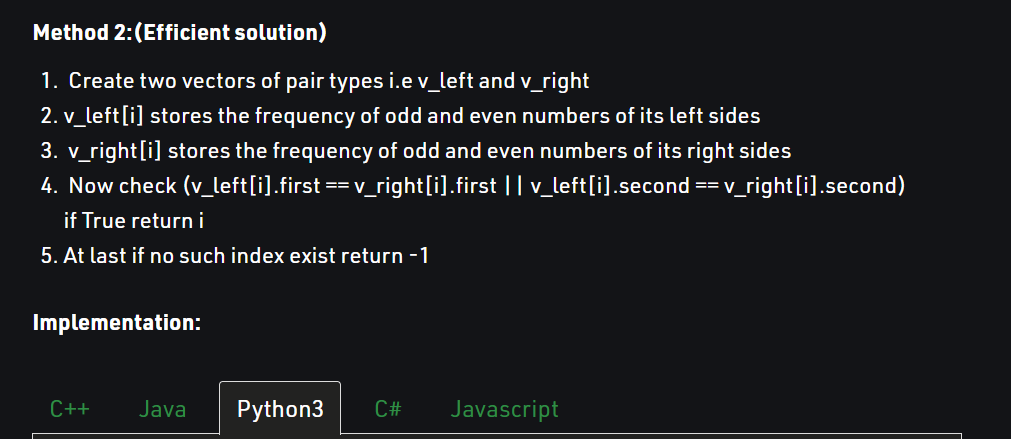 Method 2:(Efficient solution)
1. Create two vectors of pair types i.e v_left and v_right
2. v_left[i] stores the frequency of odd and even numbers of its left sides
3. v_right[i] stores the frequency of odd and even numbers of its right sides
4. Now check (v_left[i].first == v_right[i].first || v_left[i].second == v_right[i].second)
if True return i
5. At last if no such index exist return -1
Implementation:
C++ Java Python3 C# Javascript